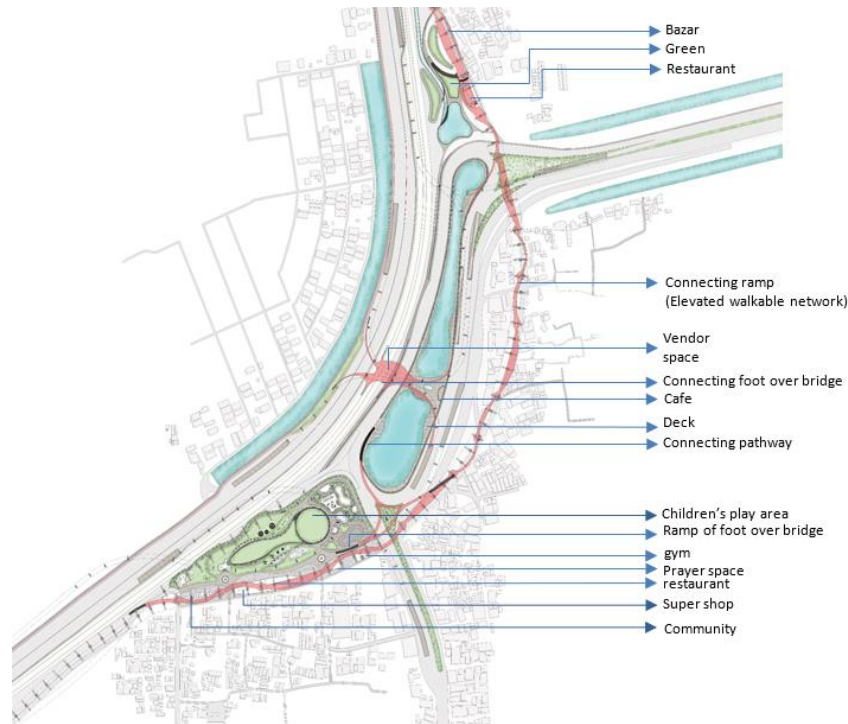 Bazar
Green
Restaurant
Connecting ramp
(Elevated walkable network)
Vendor
space
Connecting foot over bridge
Cafe
Deck
Connecting pathway
Children's play area
Ramp of foot over bridge
gym
Prayer space
restaurant
Super shop
Community